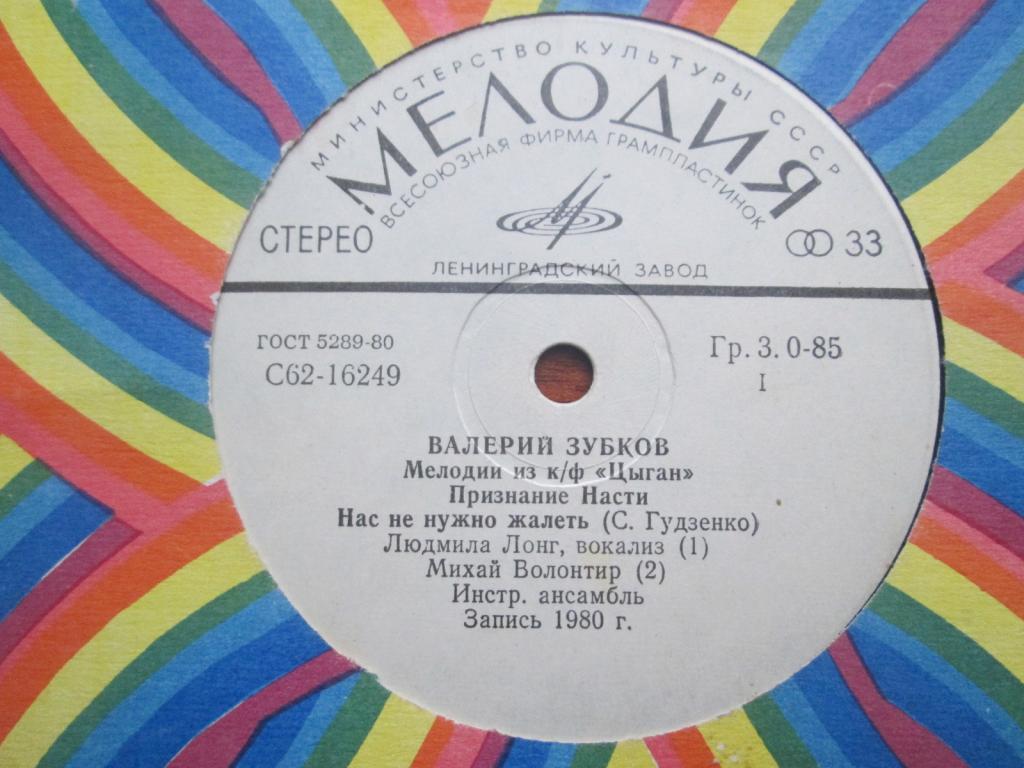 МИНИСТЕРСТВО КУЛЬТУРЫ СССР
МЕЛОДИЯ
ВСЕСОЮЗНАЯ ФИРМА ГРАМПЛАСТИНОК
СТЕРЕО 33
ЛЕНИНГРАДСКИЙ ЗАВОД
ГОСТ 5289-80 Гр. 3. 0-85
С62-16249 I
ВАЛЕРИЙ ЗУБКОВ
Мелодии из к/ф «Цыган»
Признание Насти
Нас не нужно жалеть (С. Гудзенко)
Людмила Лонг, вокализ (1)
Михай Волонтир (2)
Инстр. ансамбль
Запись 1980 г.